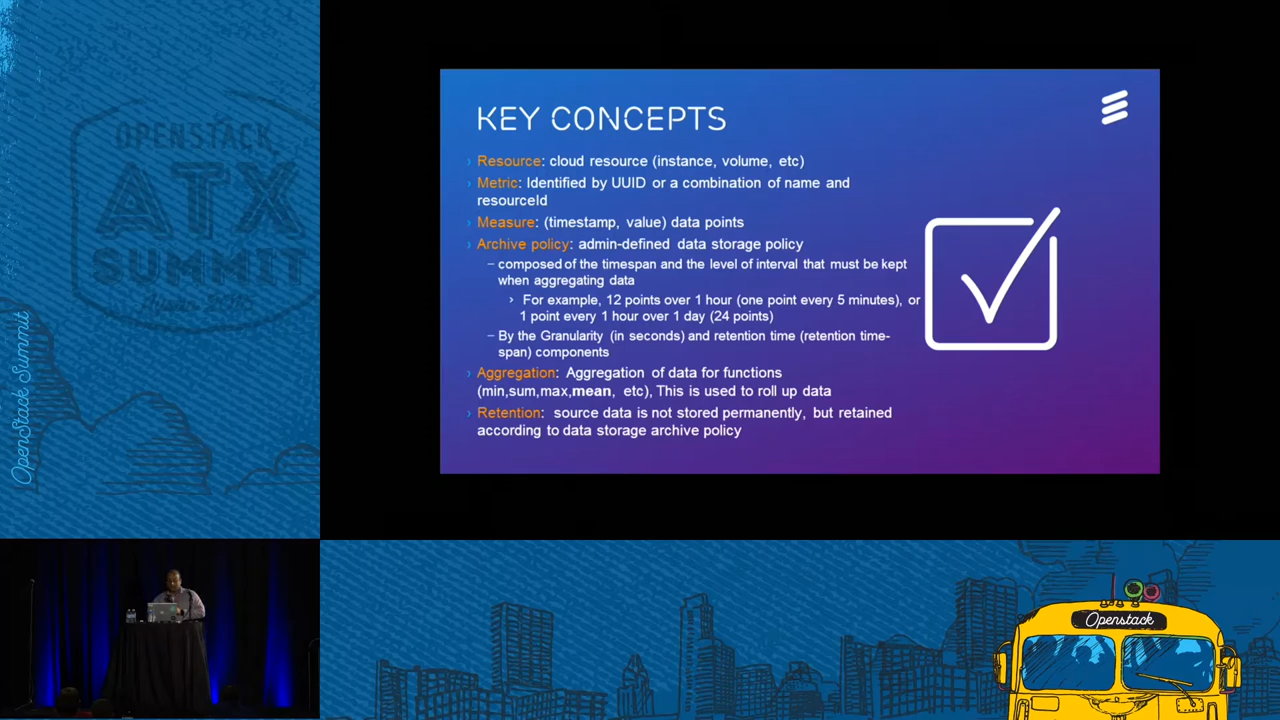 OPENSTACK
ATX
SUMMIT
Austin 2016
OpenStack Summit
KEY CONCEPTS
› Resource: cloud resource (instance, volume, etc)
› Metric: Identified by UUID or a combination of name and
resourceId
› Measure: (timestamp, value) data points
› Archive policy: admin-defined data storage policy
– composed of the timespan and the level of interval that must be kept
when aggregating data
› For example, 12 points over 1 hour (one point every 5 minutes), or
1 point every 1 hour over 1 day (24 points)
– By the Granularity (in seconds) and retention time (retention time-
span) components
› Aggregation: Aggregation of data for functions
(min,sum,max,mean, etc), This is used to roll up data
› Retention: source data is not stored permanently, but retained
according to data storage archive policy
Openstack